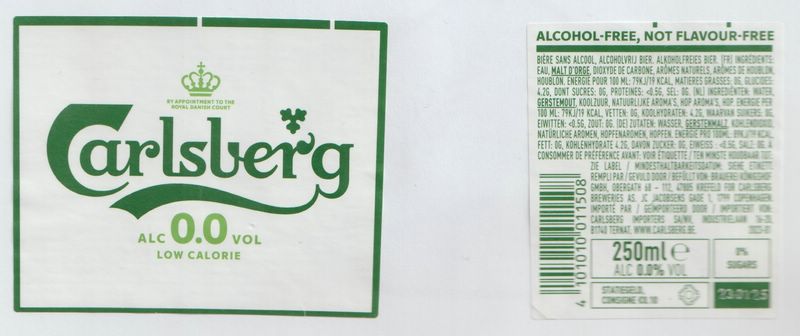 BY APPOINTMENT TO THE
ROYAL DANISH COURT
Carlsberg
ALC 0.0 VOL
LOW CALORIE
ALCOHOL-FREE, NOT FLAVOUR-FREE
BIÈRE SANS ALCOOL, ALCOHOLVRIJ BIER, ALKOHOLFREIES BIER. (FR) INGRÉDIENTS:
EAU, MALT D'ORGE, DIOXYDE DE CARBONE, ARÔMES NATURELS, ARÔMES DE HOUBLON,
HOUBLON. ÉNERGIE POUR 100 ML: 79KJ/19 KCAL, MATIERES GRASSES: 0G, GLUCIDES:
4.2G, DONT SUCRES: 0G, PROTEÏNES: <0.5G, SEL: 0G. (NL) INGREDIËNTEN: WATER,
GERSTEMOUT, KOOLZUUR, NATUURLIJKE AROMA'S, HOP AROMA'S, HOP. ENERGIE PER
100 ML: 79KJ/19 KCAL, VETTEN: 0G, KOOLHYDRATEN: 4.2G, WAARVAN SUIKERS: 0G,
EIWITTEN: <0.5G, ZOUT: 0G. (DE) ZUTATEN: WASSER, GERSTENMALZ, KOHLENDIOXID,
NATÜRLICHE AROMEN, HOPFENAROMEN, HOPFEN. ENERGIE PRO 100ML: 79KJ/19 KCAL,
FETT: 0G, KOHLENHYDRATE 4.2G, DAVON ZUCKER: 0G, EIWEISS : <0.5G, SALZ: 0G. À
CONSOMMER DE PRÉFÉRENCE AVANT: VOIR ÉTIQUETTE / TEN MINSTE HOUDBAAR TOT:
ZIE LABEL / MINDESTHALTBARKEITSDATUM: SIEHE ETIKETT.
REMPLI PAR / GEVULD DOOR / BEFÜLLT VON: BRAUEREI KÖNIGSHOF
GMBH, OBERGATH 68 - 112, 47805 KREFELD FOR CARLSBERG
BREWERIES AS. JC JACOBSENS GADE 1, 1799 COPENHAGEN.
IMPORTÉ PAR / GEÏMPORTEERD DOOR / IMPORTIERT VON:
CARLSBERG IMPORTERS SA/NV, INDUSTRIELAAN 16-20,
B1740 TERNAT. WWW.CARLSBERG.BE. 2023-01
4 101010 011508
250ml e
ALC 0.0% VOL
0%
SUGARS
STATIEGELD,
CONSIGNE €0.10
23.01.25